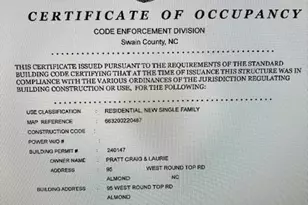 CERTIFICATE OF OCCUPANCY
CODE ENFORCEMENT DIVISION
Swain County, NC
THIS CERTIFICATE ISSUED PURSUANT TO THE REQUIREMENTS OF THE STANDARD
BUILDING CODE CERTIFYING THAT AT THE TIME OF ISSUANCE THIS STRUCTURE WAS IN
COMPLIANCE WITH THE VARIOUS ORDINANCES OF THE JURISDICTION REGULATING
BUILDING CONSTRUCTION OR USE, FOR THE FOLLOWING:
USE CLASSIFICATION : RESIDENTIAL, NEW SINGLE FAMILY
MAP REFERENCE : 663200220487
CONSTRUCTION CODE :
POWER W/O # :
BUILDING PERMIT # : 240147
OWNER NAME : PRATT CRAIG & LAURIE
ADDRESS : 95 WEST ROUND TOP RD
ALMOND NC
BUILDING ADDRESS : 95 WEST ROUND TOP RD
ALMOND